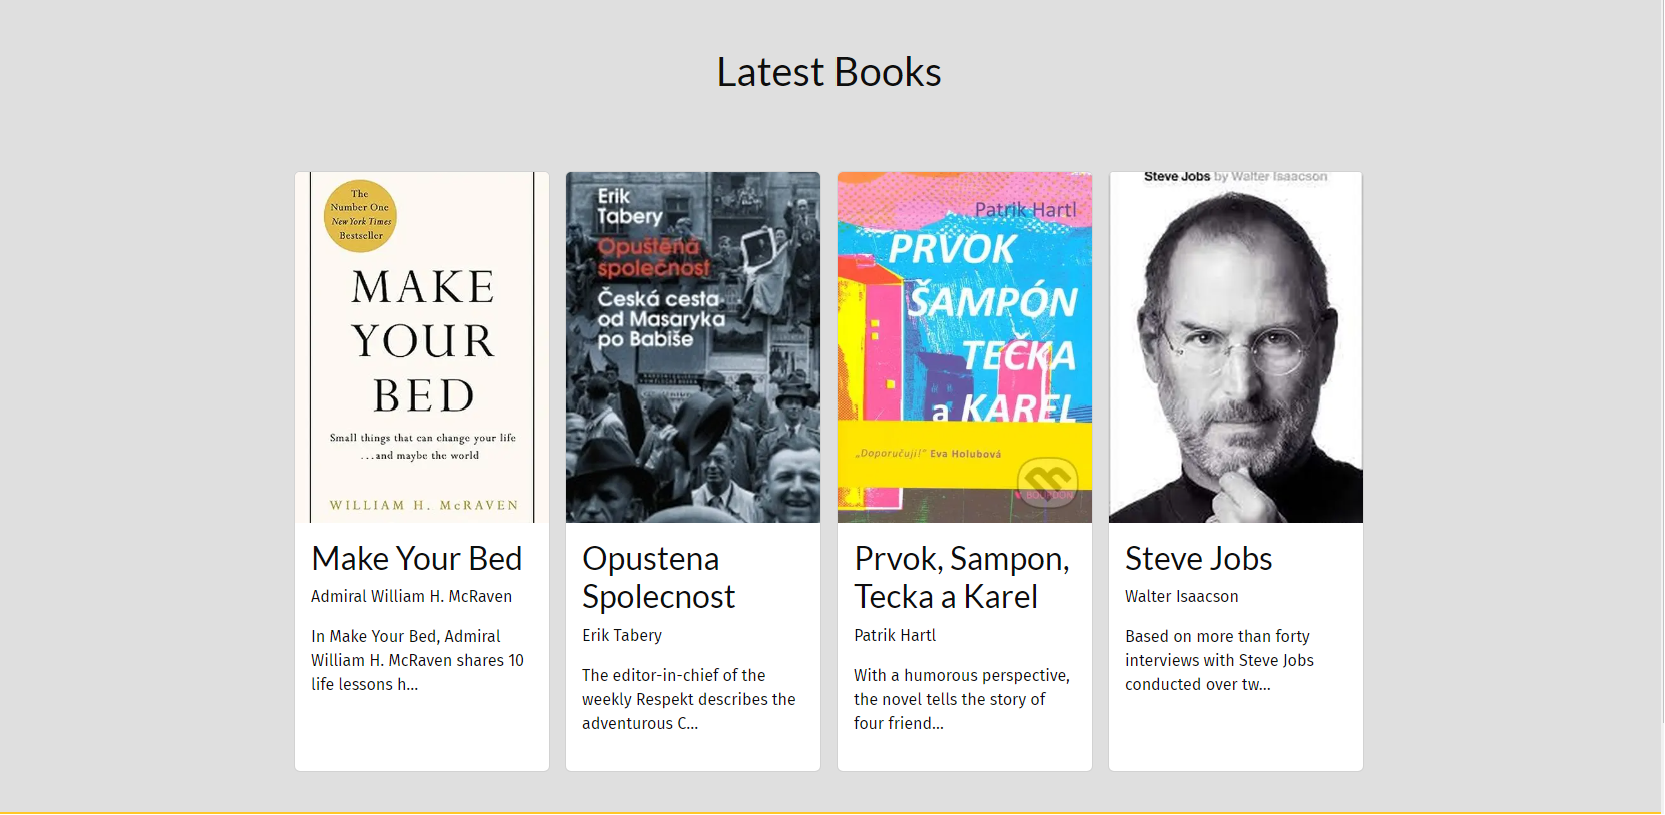 Latest Books
The
Number One
New York Times
Bestseller
MAKE
YOUR
BED
Small things that can change your life
...and maybe the world
WILLIAM H. McRAVEN
Make Your Bed
Admiral William H. McRaven
In Make Your Bed, Admiral
William H. McRaven shares 10
life lessons h...
Erik
Tabery
Opuštěná
společnost
Česká cesta
od Masaryka
po Babiše
Opustena
Spolecnost
Erik Tabery
The editor-in-chief of the
weekly Respekt describes the
adventurous C...
Patrik Hartl
PRVOK
ŠAMPÓN
TEČKA
a KAREL
„Doporučuji!" Eva Holubová
BOURDON
Prvok, Sampon,
Tecka a Karel
Patrik Hartl
With a humorous perspective,
the novel tells the story of
four friend...
Steve Jobs by Walter Isaacson
Steve Jobs
Walter Isaacson
Based on more than forty
interviews with Steve Jobs
conducted over tw...